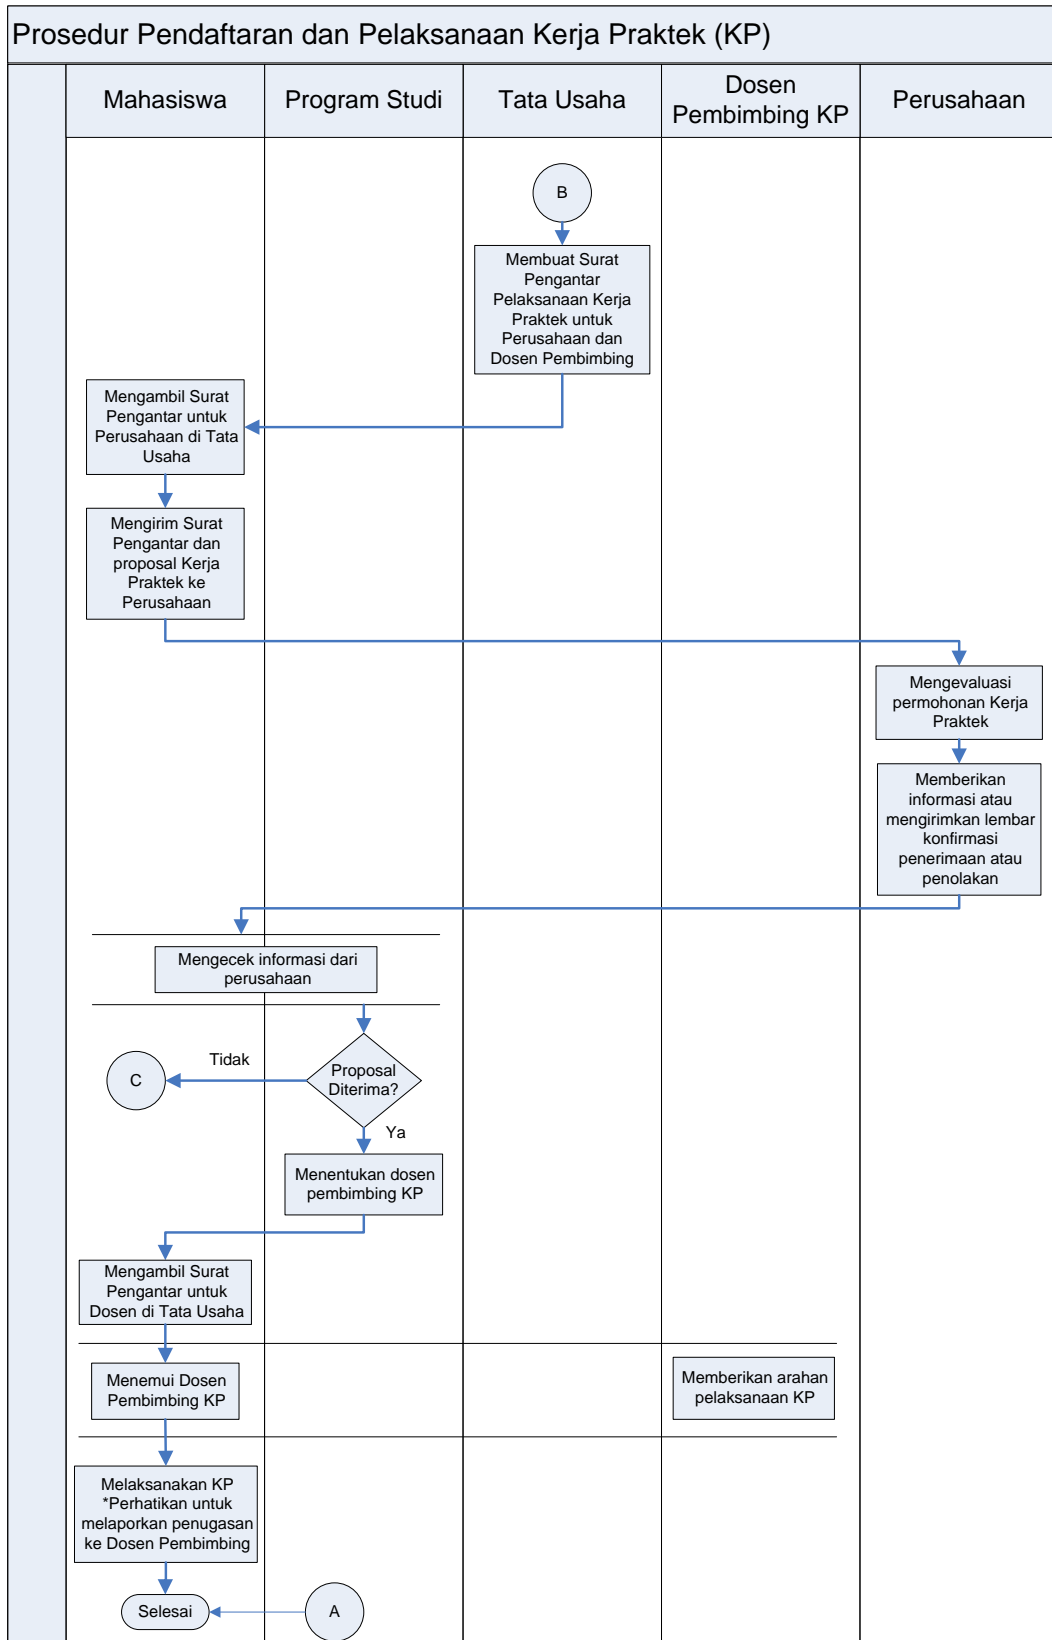 Prosedur Pendaftaran dan Pelaksanaan Kerja Praktek (KP)
Mahasiswa
Program Studi
Tata Usaha
Dosen
Pembimbing KP
Perusahaan
B
Membuat Surat
Pengantar
Pelaksanaan Kerja
Praktek untuk
Perusahaan dan
Dosen Pembimbing
Mengambil Surat
Pengantar untuk
Perusahaan di Tata
Usaha
Mengirim Surat
Pengantar dan
proposal Kerja
Praktek ke
Perusahaan
Mengevaluasi
permohonan Kerja
Praktek
Memberikan
informasi atau
mengirimkan lembar
konfirmasi
penerimaan atau
penolakan
Mengecek informasi dari
perusahaan
Proposal
Diterima?
Tidak
C
Ya
Menentukan dosen
pembimbing KP
Mengambil Surat
Pengantar untuk
Dosen di Tata Usaha
Menemui Dosen
Pembimbing KP
Memberikan arahan
pelaksanaan KP
Melaksanakan KP
*Perhatikan untuk
melaporkan penugasan
ke Dosen Pembimbing
Selesai
A